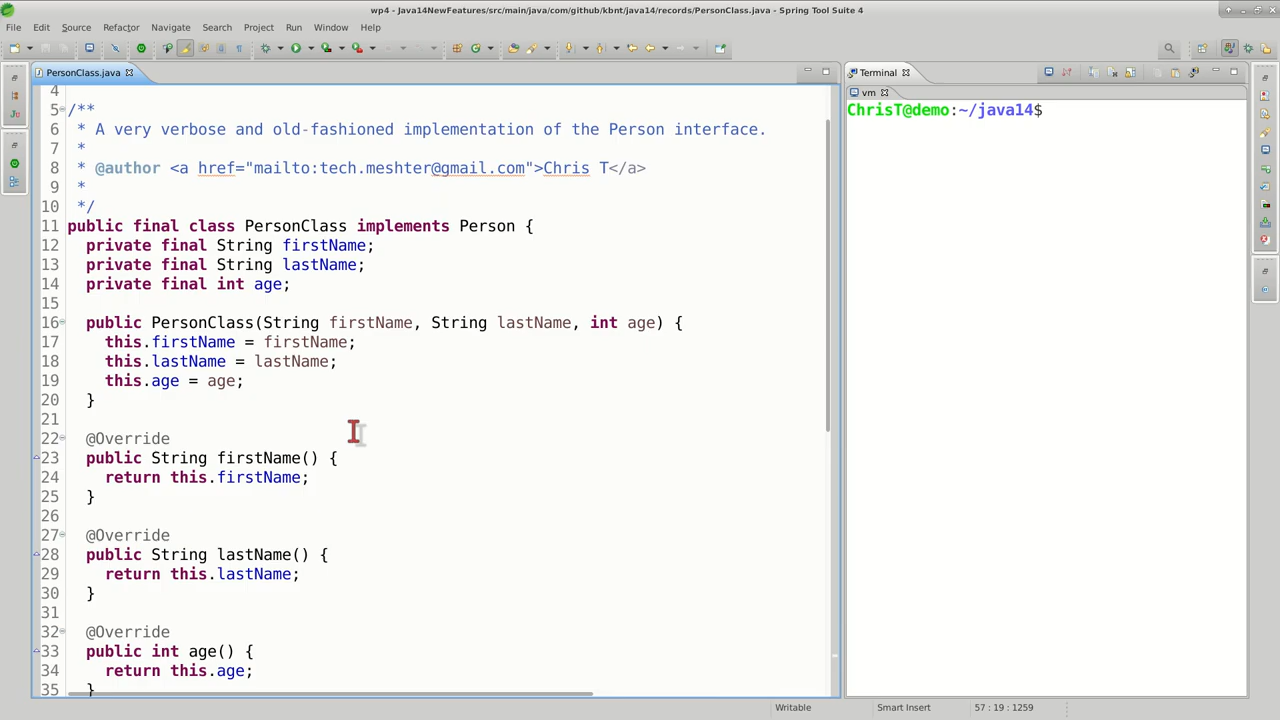 wp4 - Java14NewFeatures/src/main/java/com/github/kbnt/java14/records/PersonClass.java - Spring Tool Suite 4
File Edit Source Refactor Navigate Search Project Run Window Help
PersonClass.java
4
5 /**
6 * A very verbose and old-fashioned implementation of the Person interface.
7 *
8 * @author <a href="mailto:tech.meshter@gmail.com">Chris T</a>
9 *
10 */
11 public final class PersonClass implements Person {
12 private final String firstName;
13 private final String lastName;
14 private final int age;
15
16 public PersonClass(String firstName, String lastName, int age) {
17 this.firstName = firstName;
18 this.lastName = lastName;
19 this.age = age;
20 }
21
22 @Override
23 public String firstName() {
24 return this.firstName;
25 }
26
27 @Override
28 public String lastName() {
29 return this.lastName;
30 }
31
32 @Override
33 public int age() {
34 return this.age;
35 }
Terminal
vm
ChrisT@demo:~/java14$
Writable Smart Insert 57 : 19 : 1259